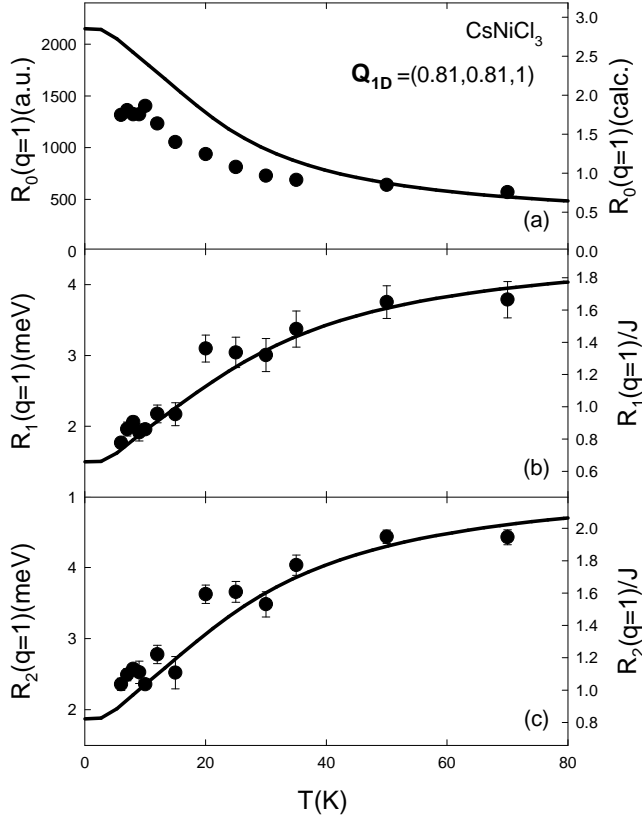 CsNiCl3
Q1D =(0.81,0.81,1)
R0(q=1)(a.u.)
2000
1500
1000
500
0
R0(q=1)(calc.)
3.0
2.5
2.0
1.5
1.0
0.5
0.0
(a)
R1(q=1)(meV)
4
3
2
1
R1(q=1)/J
1.8
1.6
1.4
1.2
1.0
0.8
0.6
(b)
R2(q=1)(meV)
4
3
2
R2(q=1)/J
2.0
1.8
1.6
1.4
1.2
1.0
0.8
(c)
0 20 40 60 80
T(K)